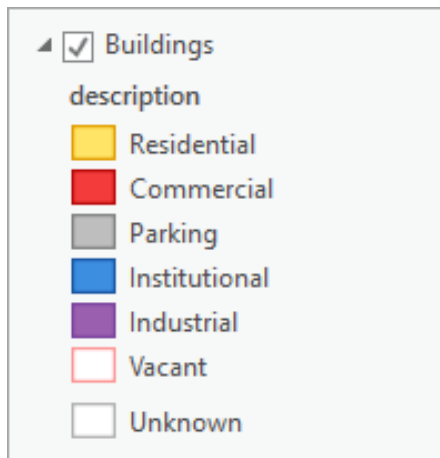 Buildings
description
Residential
Commercial
Parking
Institutional
Industrial
Vacant
Unknown